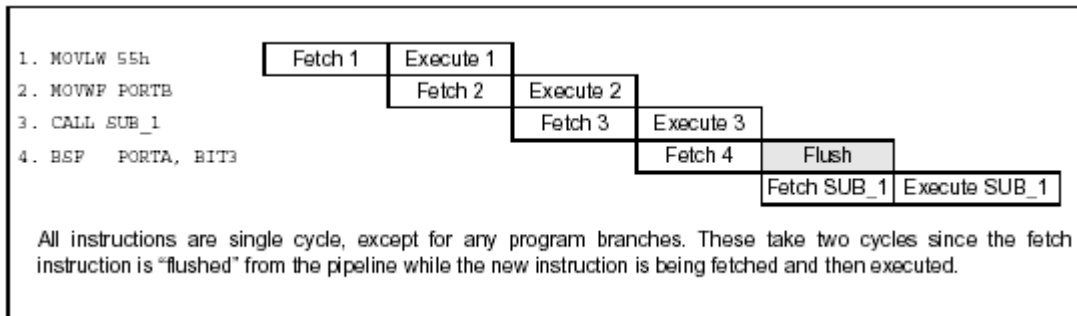 1. MOVLW 55h Fetch 1 Execute 1
2. MOVWF PORTB Fetch 2 Execute 2
3. CALL SUB_1 Fetch 3 Execute 3
4. BSF PORTA, BIT3 Fetch 4 Flush
Fetch SUB_1 Execute SUB_1
All instructions are single cycle, except for any program branches. These take two cycles since the fetch
instruction is “flushed” from the pipeline while the new instruction is being fetched and then executed.